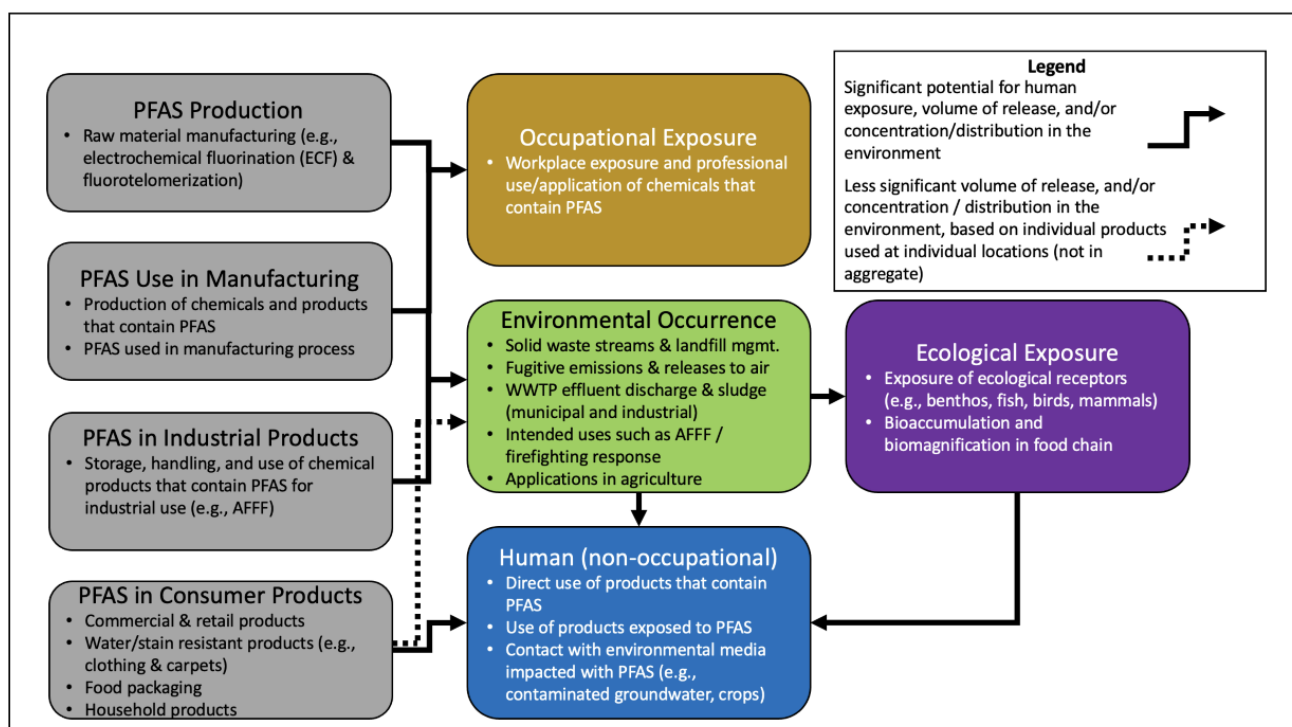 PFAS Production
• Raw material manufacturing (e.g.,
electrochemical fluorination (ECF) &
fluorotelomerization)
PFAS Use in Manufacturing
• Production of chemicals and products
that contain PFAS
• PFAS used in manufacturing process
PFAS in Industrial Products
• Storage, handling, and use of chemical
products that contain PFAS for
industrial use (e.g., AFFF)
PFAS in Consumer Products
• Commercial & retail products
• Water/stain resistant products (e.g.,
clothing & carpets)
• Food packaging
• Household products
Occupational Exposure
• Workplace exposure and professional
use/application of chemicals that
contain PFAS
Environmental Occurrence
• Solid waste streams & landfill mgmt.
• Fugitive emissions & releases to air
• WWTP effluent discharge & sludge
(municipal and industrial)
• Intended uses such as AFFF /
firefighting response
• Applications in agriculture
Human (non-occupational)
• Direct use of products that contain
PFAS
• Use of products exposed to PFAS
• Contact with environmental media
impacted with PFAS (e.g.,
contaminated groundwater, crops)
Legend
Significant potential for human
exposure, volume of release, and/or
concentration/distribution in the
environment
Less significant volume of release, and/or
concentration / distribution in the
environment, based on individual products
used at individual locations (not in
aggregate)
Ecological Exposure
• Exposure of ecological receptors
(e.g., benthos, fish, birds, mammals)
• Bioaccumulation and
biomagnification in food chain